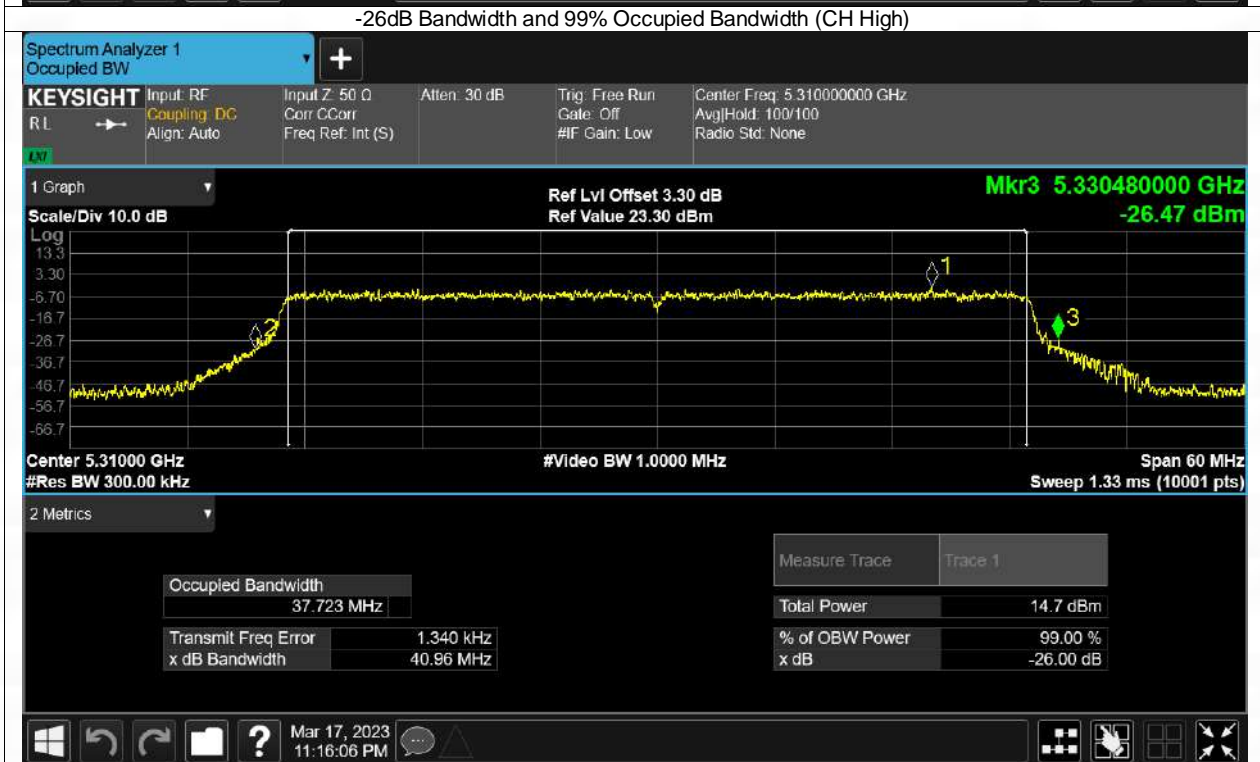 -26dB Bandwidth and 99% Occupied Bandwidth (CH High)
Spectrum Analyzer 1
Occupied BW
+
KEYSIGHT Input: RF Input Z: 50 Ω Atten: 30 dB Trig: Free Run Center Freq: 5.310000000 GHz
RL Coupling: DC Corr CCorr Gate: Off Avg|Hold: 100/100
Align: Auto Freq Ref: Int (S) #IF Gain: Low Radio Std: None
LXI
1 Graph Ref Lvl Offset 3.30 dB Mkr3 5.330480000 GHz
Scale/Div 10.0 dB Ref Value 23.30 dBm -26.47 dBm
Log
13.3
3.30
-6.70
-16.7
-26.7
-36.7
-46.7
-56.7
-66.7
1
2
3
Center 5.31000 GHz #Video BW 1.0000 MHz Span 60 MHz
#Res BW 300.00 kHz Sweep 1.33 ms (10001 pts)
2 Metrics
Measure Trace Trace 1
Occupied Bandwidth
37.723 MHz Total Power 14.7 dBm
Transmit Freq Error 1.340 kHz % of OBW Power 99.00 %
x dB Bandwidth 40.96 MHz x dB -26.00 dB
? Mar 17, 2023
11:16:06 PM